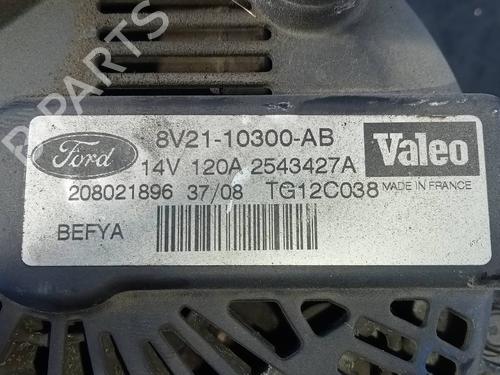 B PARTS
8V21-10300-AB
Ford
14V 120A 2543427A
Valeo
208021896 37/08 TG12C038 MADE IN FRANCE
BEFYA